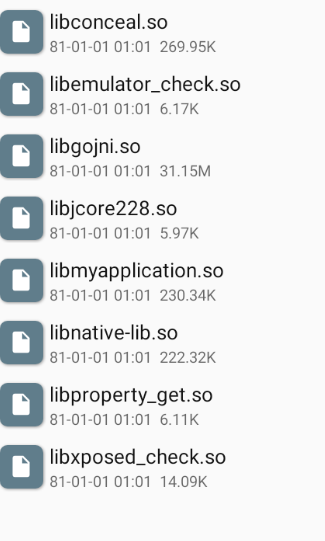 libconceal.so
81-01-01 01:01 269.95K
libemulator_check.so
81-01-01 01:01 6.17K
libgojni.so
81-01-01 01:01 31.15M
libjcore228.so
81-01-01 01:01 5.97K
libmyapplication.so
81-01-01 01:01 230.34K
libnative-lib.so
81-01-01 01:01 222.32K
libproperty_get.so
81-01-01 01:01 6.11K
libxposed_check.so
81-01-01 01:01 14.09K